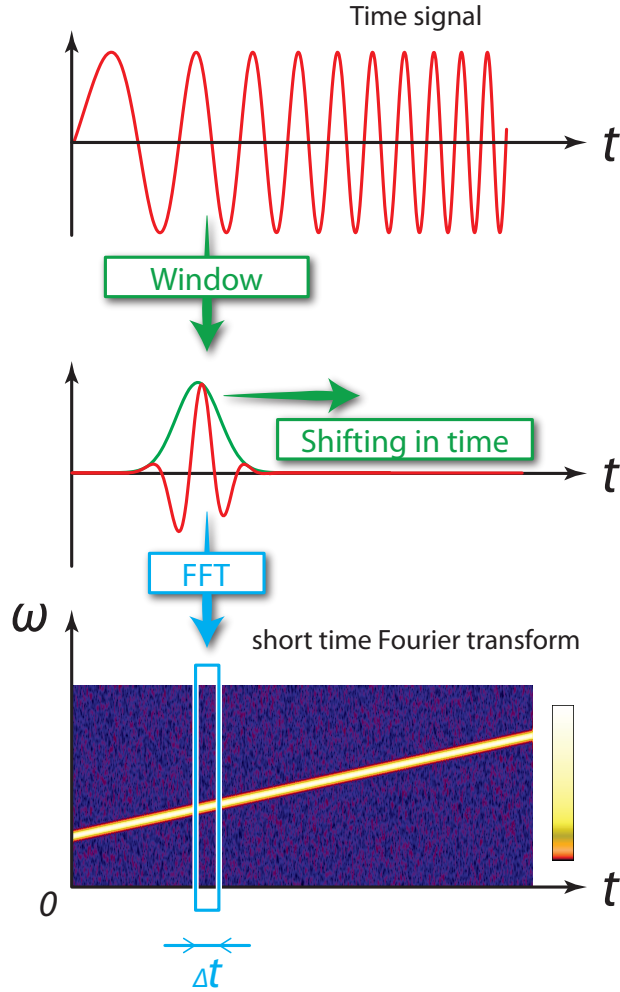 Time signal
t
Window
Shifting in time
t
FFT
ω
short time Fourier transform
0
t
Δt